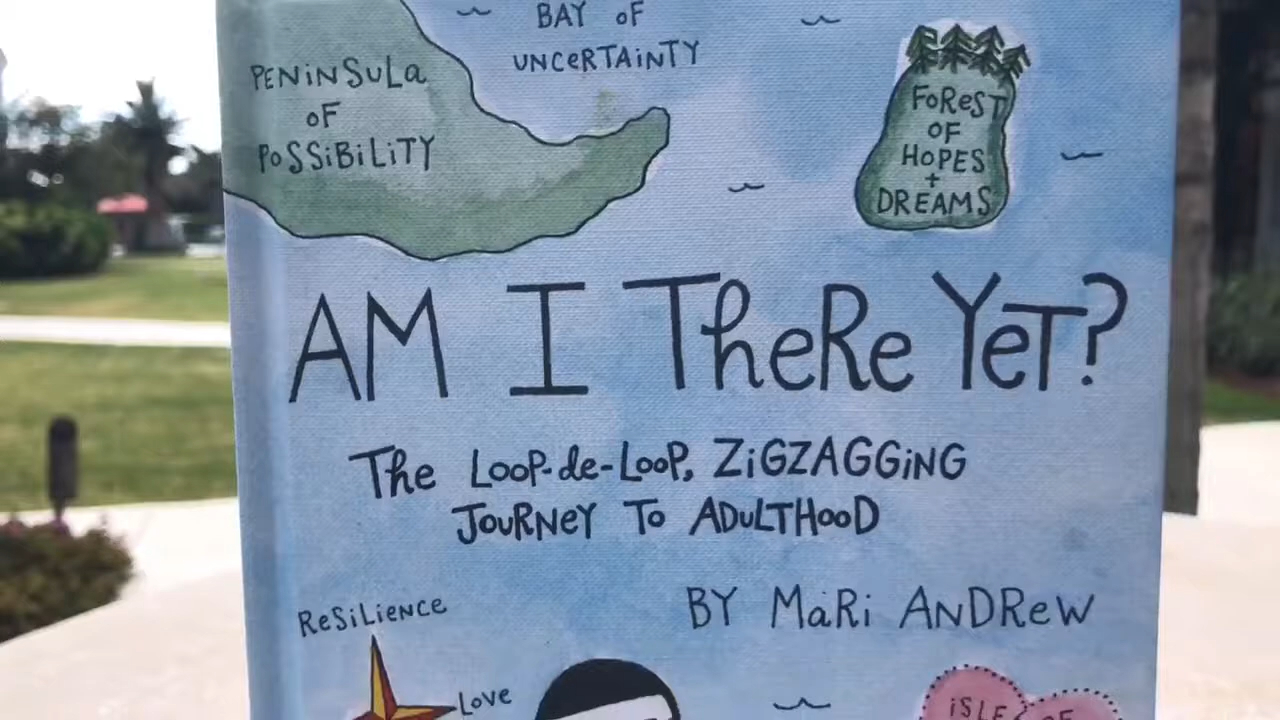 BAY OF
UNCERTAINTY
PENINSULA
OF
POSSIBILITY
FOREST
OF
HOPES
+
DREAMS
AM I THERE YET?
The LOOP-de-LOOP, ZiGZAGGiNG
JOURNEY TO ADULTHOOD
BY MARi ANDREW
ReSiLiENCE
LOVE
iSLE OF